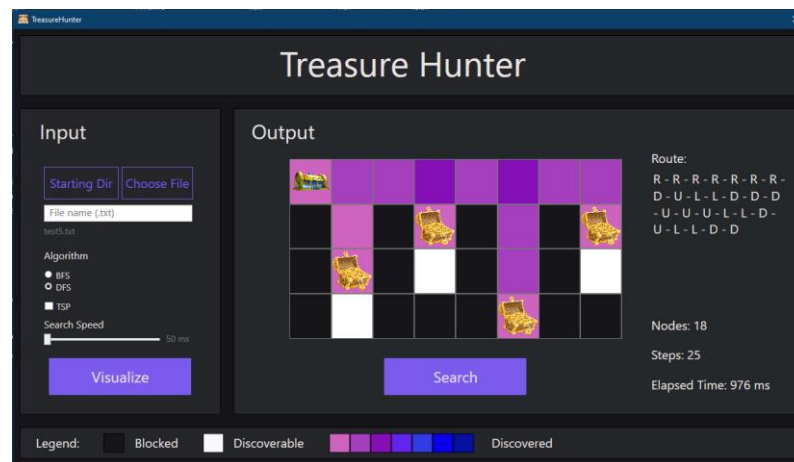 TreasureHunter
Treasure Hunter
Input
Starting Dir
Choose File
File name (.txt)
test5.txt
Algorithm
BFS
DFS
TSP
Search Speed
50 ms
Visualize
Output
Search
Route:
R - R - R - R - R - R - R -
D - U - L - L - D - D - D
- U - U - U - L - L - D -
U - L - L - D - D
Nodes: 18
Steps: 25
Elapsed Time: 976 ms
Legend:
Blocked
Discoverable
Discovered